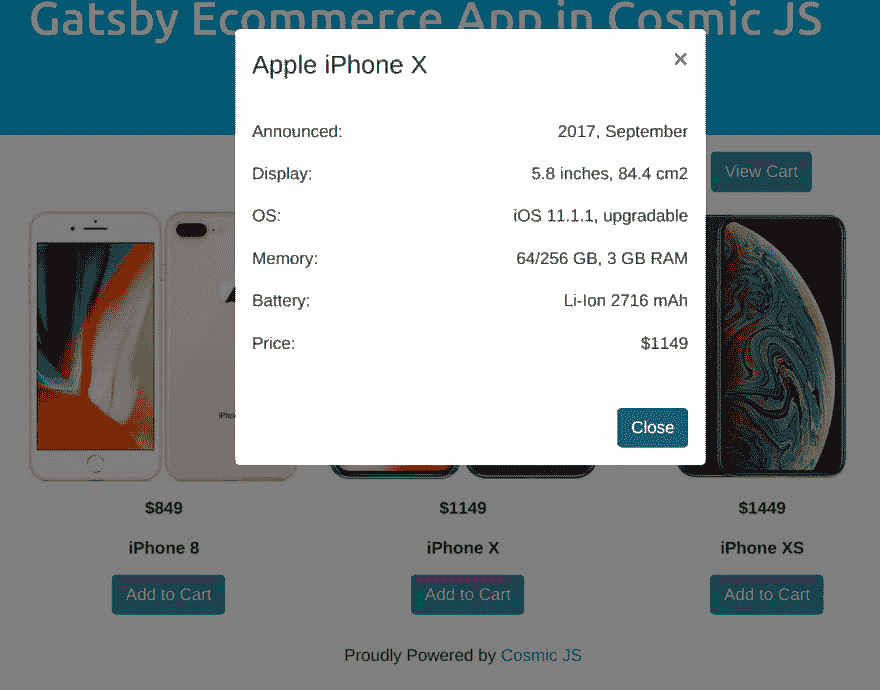 Gatsby Ecommerce App in Cosmic JS
Apple iPhone X ×
Announced: 2017, September
Display: 5.8 inches, 84.4 cm2
OS: iOS 11.1.1, upgradable
Memory: 64/256 GB, 3 GB RAM
Battery: Li-Ion 2716 mAh
Price: $1149
Close
View Cart
$849 $1149 $1449
iPhone 8 iPhone X iPhone XS
Add to Cart Add to Cart Add to Cart
Proudly Powered by Cosmic JS